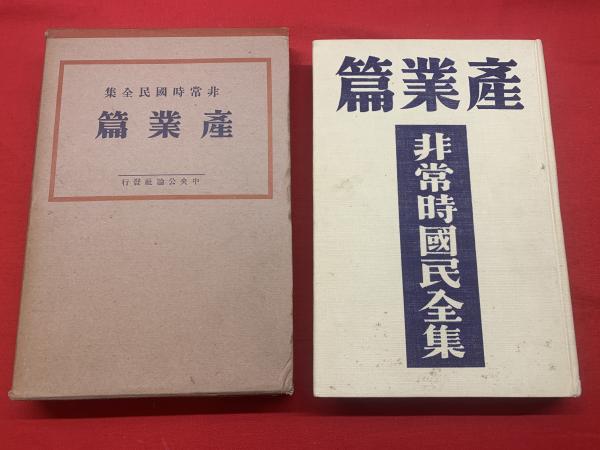 非常時國民全集
產業篇
中央公論社發行
產業篇
非常時國民全集